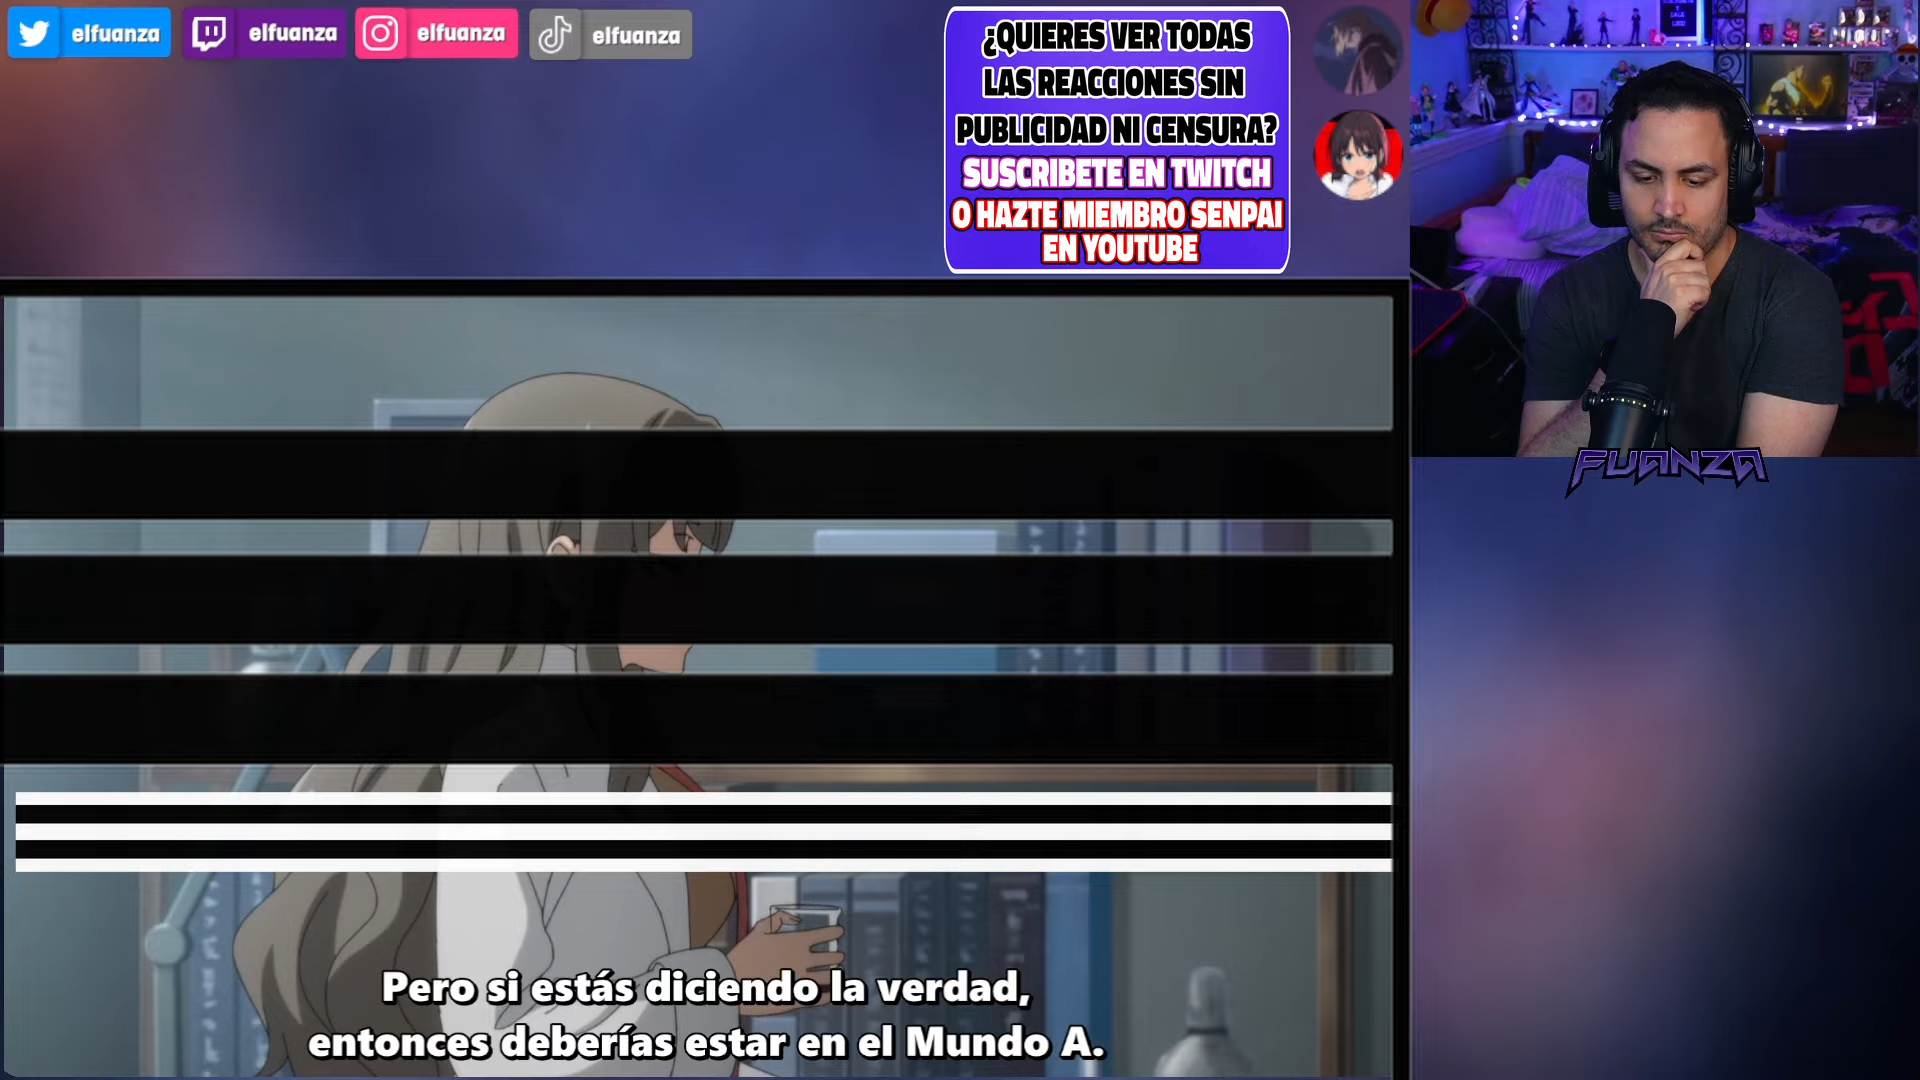 elfuanza
elfuanza
elfuanza
elfuanza
¿QUIERES VER TODAS
LAS REACCIONES SIN
PUBLICIDAD NI CENSURA?
SUSCRIBETE EN TWITCH
O HAZTE MIEMBRO SENPAI
EN YOUTUBE
FUANZA
Pero si estás diciendo la verdad,
entonces deberías estar en el Mundo A.